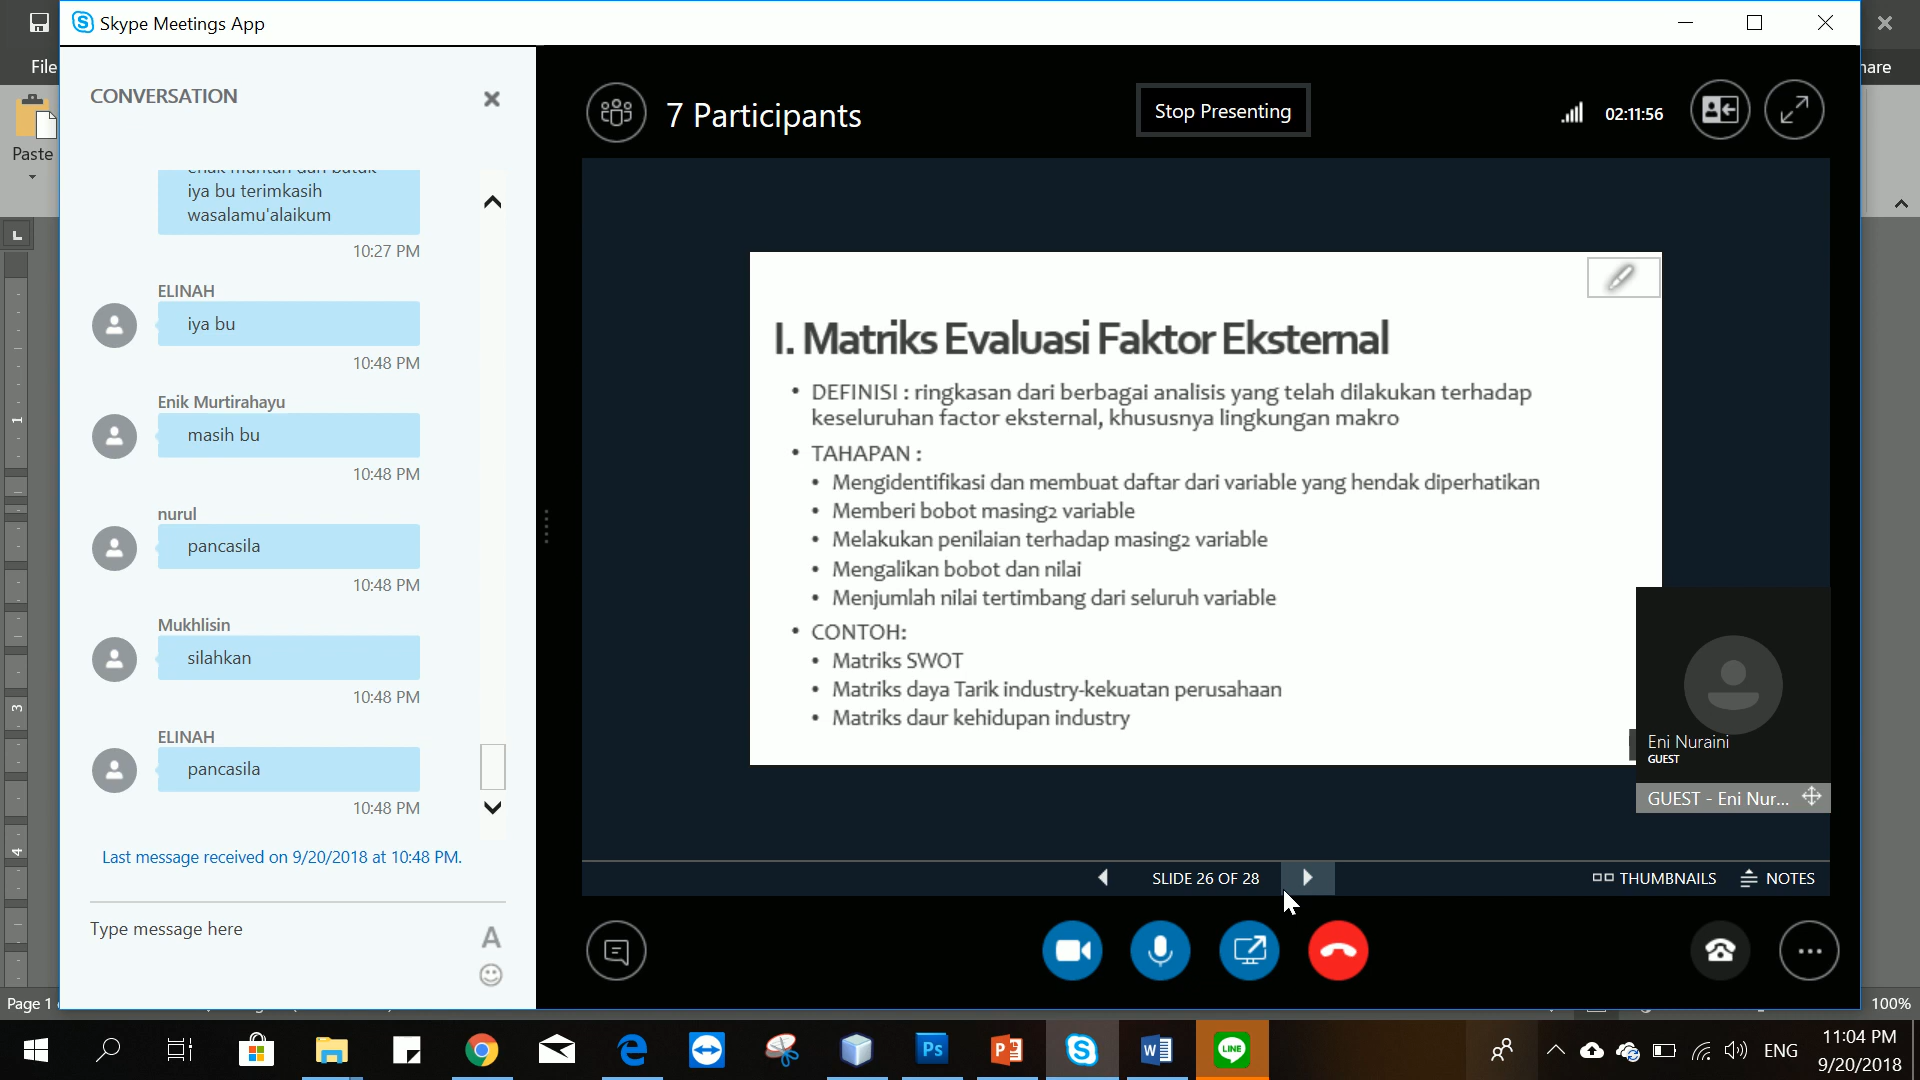 Skype Meetings App
File
hare
Paste
CONVERSATION
7 Participants
Stop Presenting
02:11:56
iya bu terimkasih
wasalamu'alaikum
10:27 PM
ELINAH
iya bu
10:48 PM
Enik Murtirahayu
masih bu
10:48 PM
nurul
pancasila
10:48 PM
Mukhlisin
silahkan
10:48 PM
ELINAH
pancasila
10:48 PM
Last message received on 9/20/2018 at 10:48 PM.
Type message here
A
I. Matriks Evaluasi Faktor Eksternal
• DEFINISI : ringkasan dari berbagai analisis yang telah dilakukan terhadap
keseluruhan factor eksternal, khususnya lingkungan makro
• TAHAPAN :
• Mengidentifikasi dan membuat daftar dari variable yang hendak diperhatikan
• Memberi bobot masing2 variable
• Melakukan penilaian terhadap masing2 variable
• Mengalikan bobot dan nilai
• Menjumlah nilai tertimbang dari seluruh variable
• CONTOH:
• Matriks SWOT
• Matriks daya Tarik industry-kekuatan perusahaan
• Matriks daur kehidupan industry
Eni Nuraini
GUEST
GUEST - Eni Nur...
SLIDE 26 OF 28
THUMBNAILS
NOTES
L
1
3
4
Page 1
100%
Ps
LINE
ENG
11:04 PM
9/20/2018